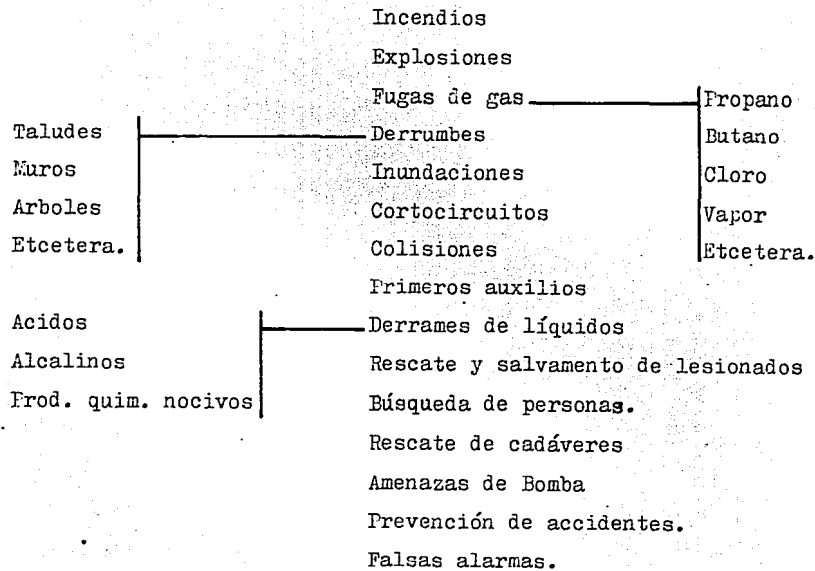 Incendios
Explosiones
Fugas de gas
Derrumbes
Inundaciones
Cortocircuitos
Colisiones
Primeros auxilios
Derrames de líquidos
Rescate y salvamento de lesionados
Búsqueda de personas.
Rescate de cadáveres
Amenazas de Bomba
Prevención de accidentes.
Falsas alarmas.
Propano
Butano
Cloro
Vapor
Etcetera.
Taludes
Muros
Arboles
Etcetera.
Acidos
Alcalinos
Prod. quim. nocivos